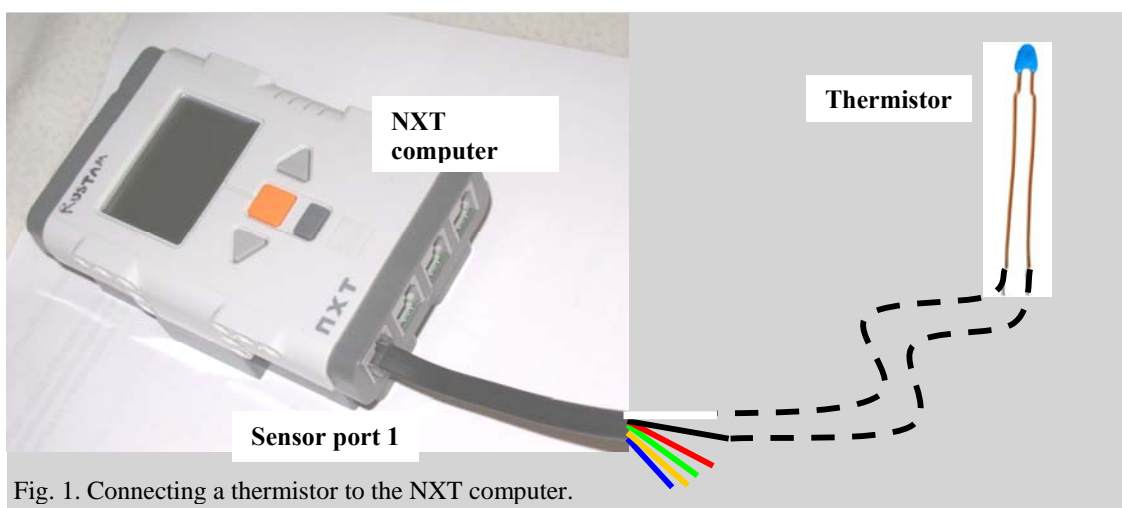 NXT
computer
Thermistor
NXT
Sensor port 1
Fig. 1. Connecting a thermistor to the NXT computer.